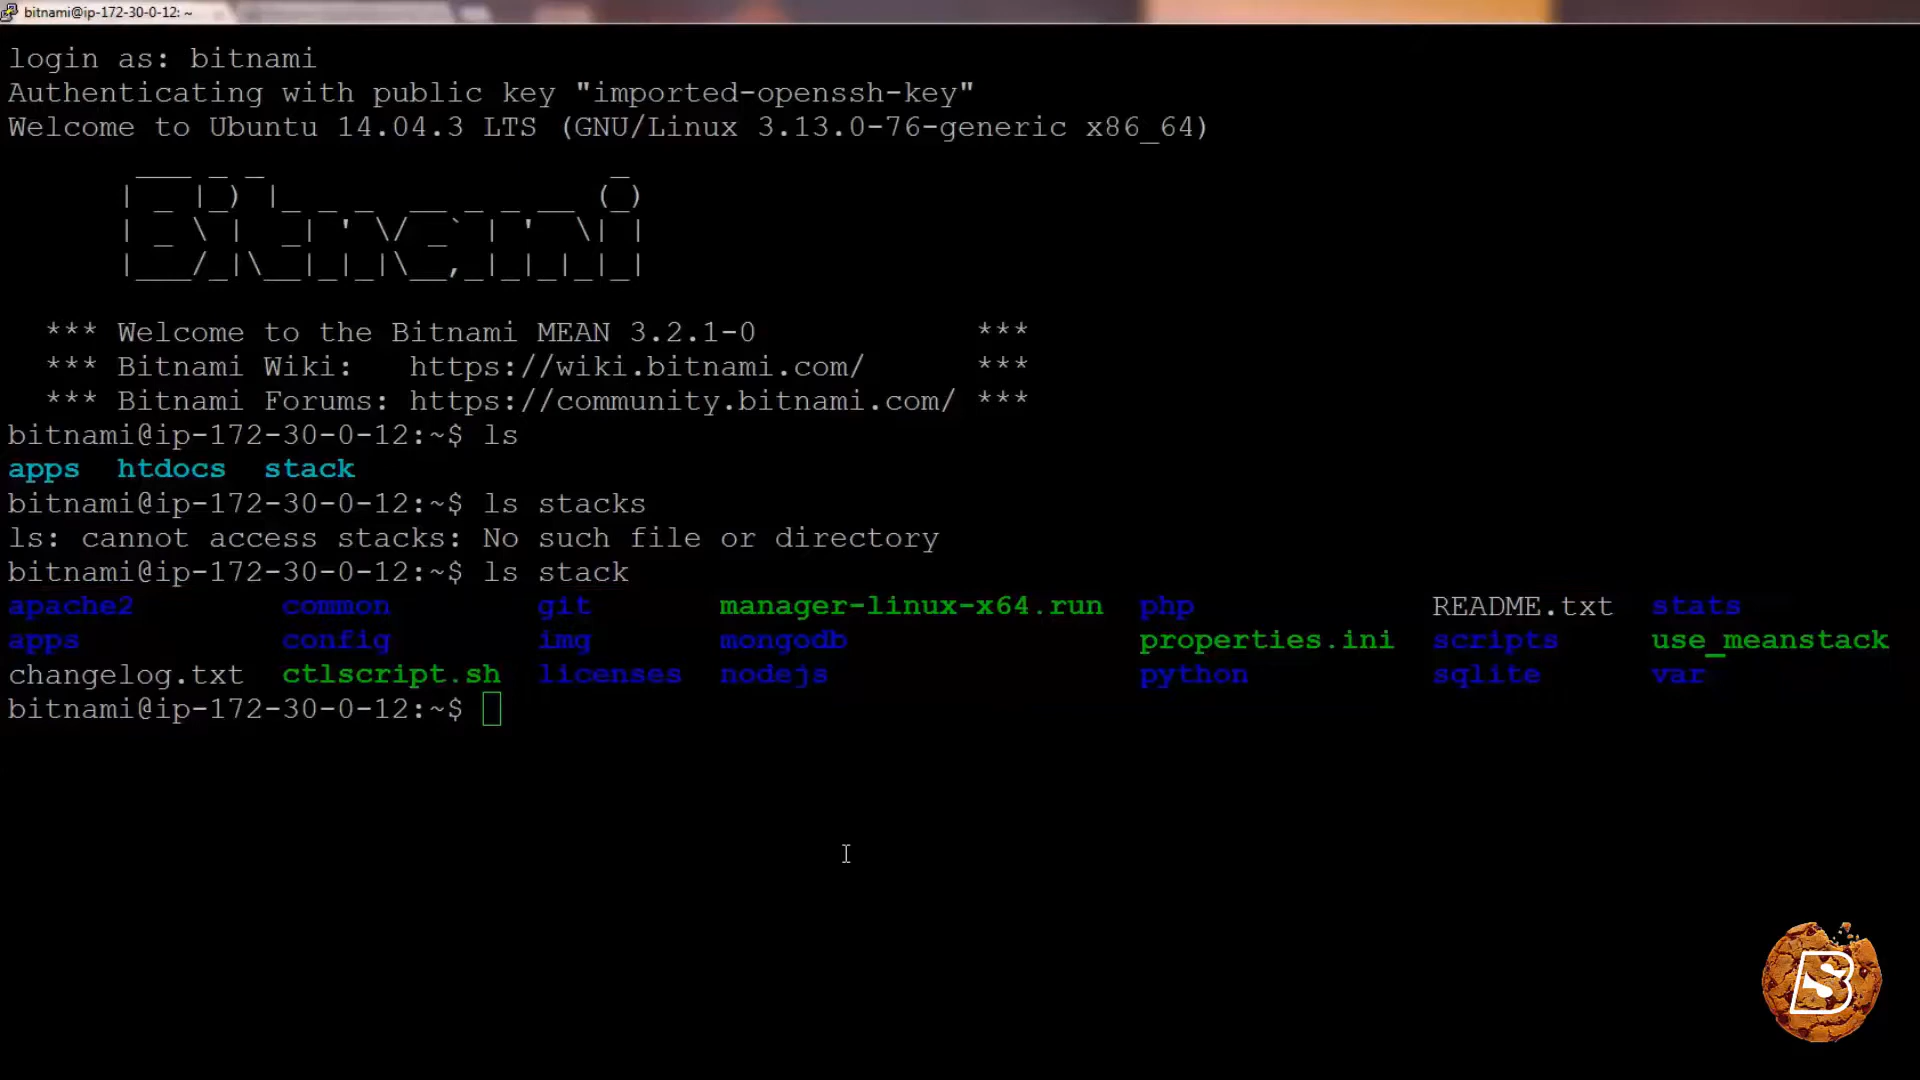 bitnami@ip-172-30-0-12: ~
login as: bitnami
Authenticating with public key "imported-openssh-key"
Welcome to Ubuntu 14.04.3 LTS (GNU/Linux 3.13.0-76-generic x86_64)
Bitnami
*** Welcome to the Bitnami MEAN 3.2.1-0 ***
*** Bitnami Wiki: https://wiki.bitnami.com/ ***
*** Bitnami Forums: https://community.bitnami.com/ ***
bitnami@ip-172-30-0-12:~$ ls
apps htdocs stack
bitnami@ip-172-30-0-12:~$ ls stacks
ls: cannot access stacks: No such file or directory
bitnami@ip-172-30-0-12:~$ ls stack
apache2 common git manager-linux-x64.run php README.txt stats
apps config img mongodb properties.ini scripts use_meanstack
changelog.txt ctlscript.sh licenses nodejs python sqlite var
bitnami@ip-172-30-0-12:~$